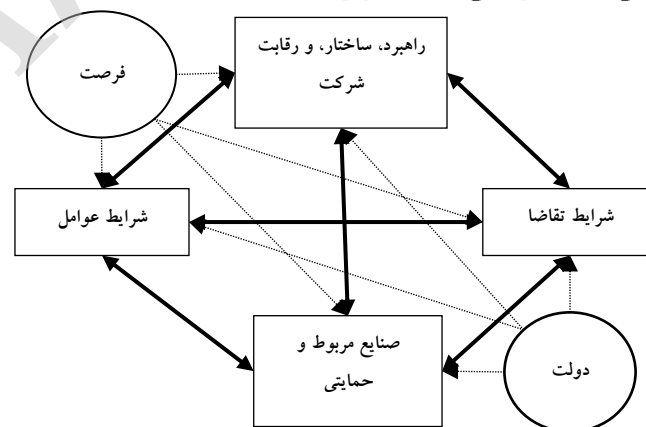 راهبرد، ساختار، و رقابت
شرکت
فرصت
شرایط تقاضا
شرایط عوامل
صنایع مربوط و
حمایتی
دولت